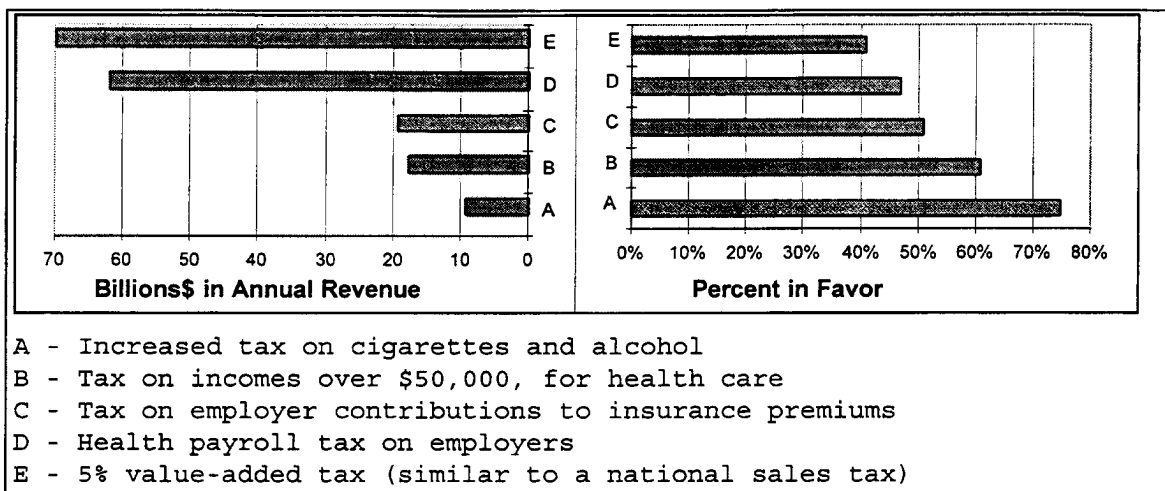 E
D
C
B
A
70 60 50 40 30 20 10 0
Billions$ in Annual Revenue
E
D
C
B
A
0% 10% 20% 30% 40% 50% 60% 70% 80%
Percent in Favor
A - Increased tax on cigarettes and alcohol
B - Tax on incomes over $50,000, for health care
C - Tax on employer contributions to insurance premiums
D - Health payroll tax on employers
E - 5% value-added tax (similar to a national sales tax)